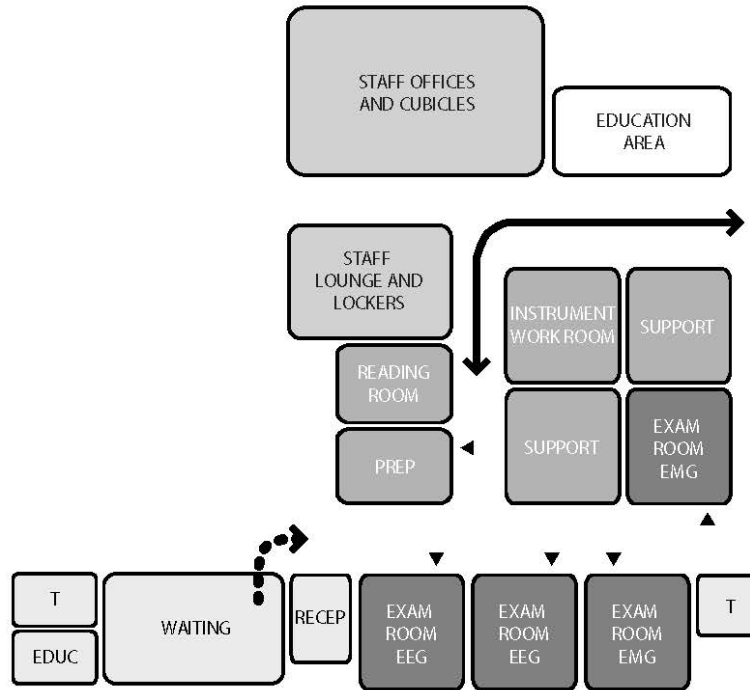 STAFF OFFICES
AND CUBICLES
EDUCATION
AREA
STAFF
LOUNGE AND
LOCKERS
INSTRUMENT
WORK ROOM
SUPPORT
READING
ROOM
PREP
SUPPORT
EXAM
ROOM
EMG
T
EDUC
WAITING
RECEP
EXAM
ROOM
EEG
EXAM
ROOM
EEG
EXAM
ROOM
EMG
T